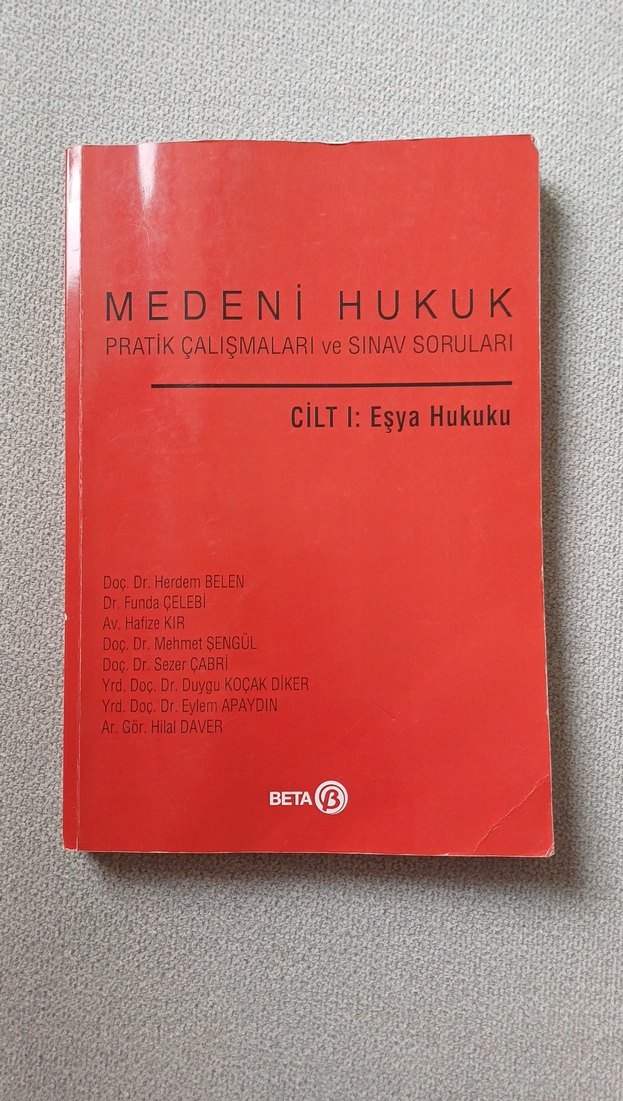 MEDENİ HUKUK
PRATİK ÇALIŞMALARI ve SINAV SORULARI
CİLT I: Eşya Hukuku
Doç. Dr. Herdem BELEN
Dr. Funda ÇELEBİ
Av. Hafize KIR
Doç. Dr. Mehmet ŞENGÜL
Doç. Dr. Sezer ÇABRİ
Yrd. Doç. Dr. Duygu KOÇAK DİKER
Yrd. Doç. Dr. Eylem APAYDIN
Ar. Gör. Hilal DAVER
BETA β